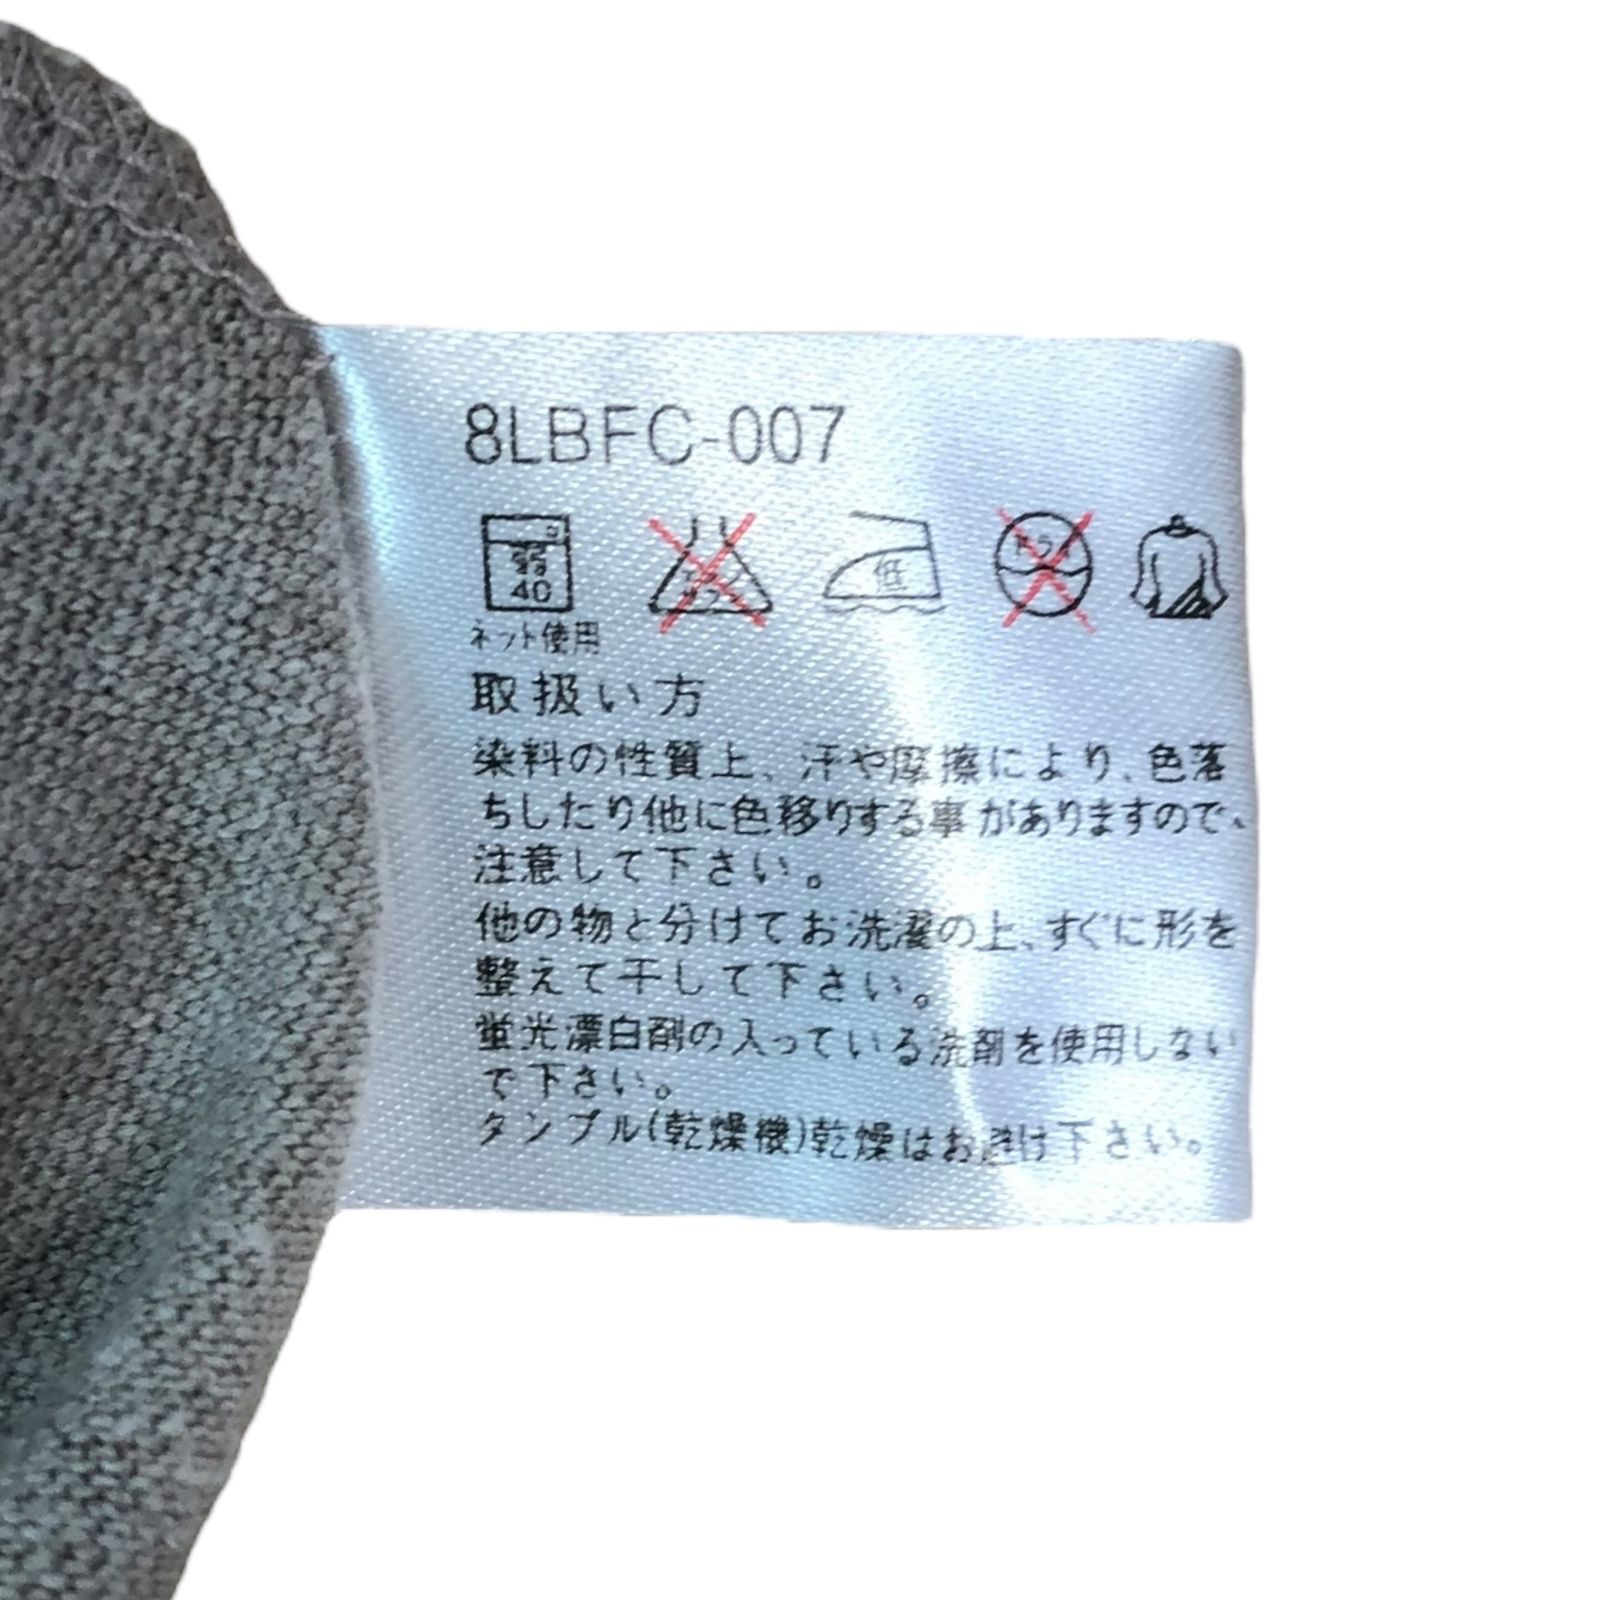 8LBFC-007
40
低
ドライ
ネット使用
取扱い方
染料の性質上、汗や摩擦により、色落
ちしたり他に色移りする事がありますので、
注意して下さい。
他の物と分けてお洗濯の上、すぐに形を
整えて干して下さい。
蛍光漂白剤の入っている洗剤を使用しない
で下さい。
タンブル(乾燥機)乾燥はお避け下さい。